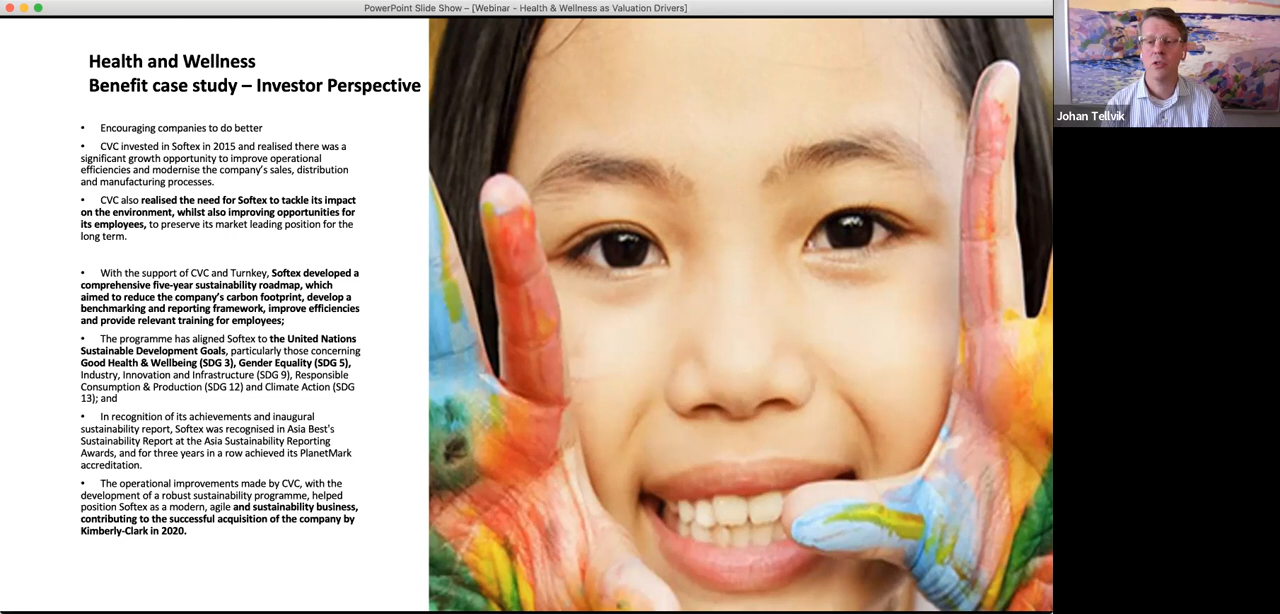 PowerPoint Slide Show – [Webinar - Health & Wellness as Valuation Drivers]
Health and Wellness
Benefit case study – Investor Perspective
• Encouraging companies to do better
• CVC invested in Softex in 2015 and realised there was a
significant growth opportunity to improve operational
efficiencies and modernise the company's sales, distribution
and manufacturing processes.
• CVC also realised the need for Softex to tackle its impact
on the environment, whilst also improving opportunities for
its employees, to preserve its market leading position for the
long term.
• With the support of CVC and Turnkey, Softex developed a
comprehensive five-year sustainability roadmap, which
aimed to reduce the company's carbon footprint, develop a
benchmarking and reporting framework, improve efficiencies
and provide relevant training for employees;
• The programme has aligned Softex to the United Nations
Sustainable Development Goals, particularly those concerning
Good Health & Wellbeing (SDG 3), Gender Equality (SDG 5),
Industry, Innovation and Infrastructure (SDG 9), Responsible
Consumption & Production (SDG 12) and Climate Action (SDG
13); and
• In recognition of its achievements and inaugural
sustainability report, Softex was recognised in Asia Best's
Sustainability Report at the Asia Sustainability Reporting
Awards, and for three years in a row achieved its PlanetMark
accreditation.
• The operational improvements made by CVC, with the
development of a robust sustainability programme, helped
position Softex as a modern, agile and sustainability business,
contributing to the successful acquisition of the company by
Kimberly-Clark in 2020.
Johan Tellvik